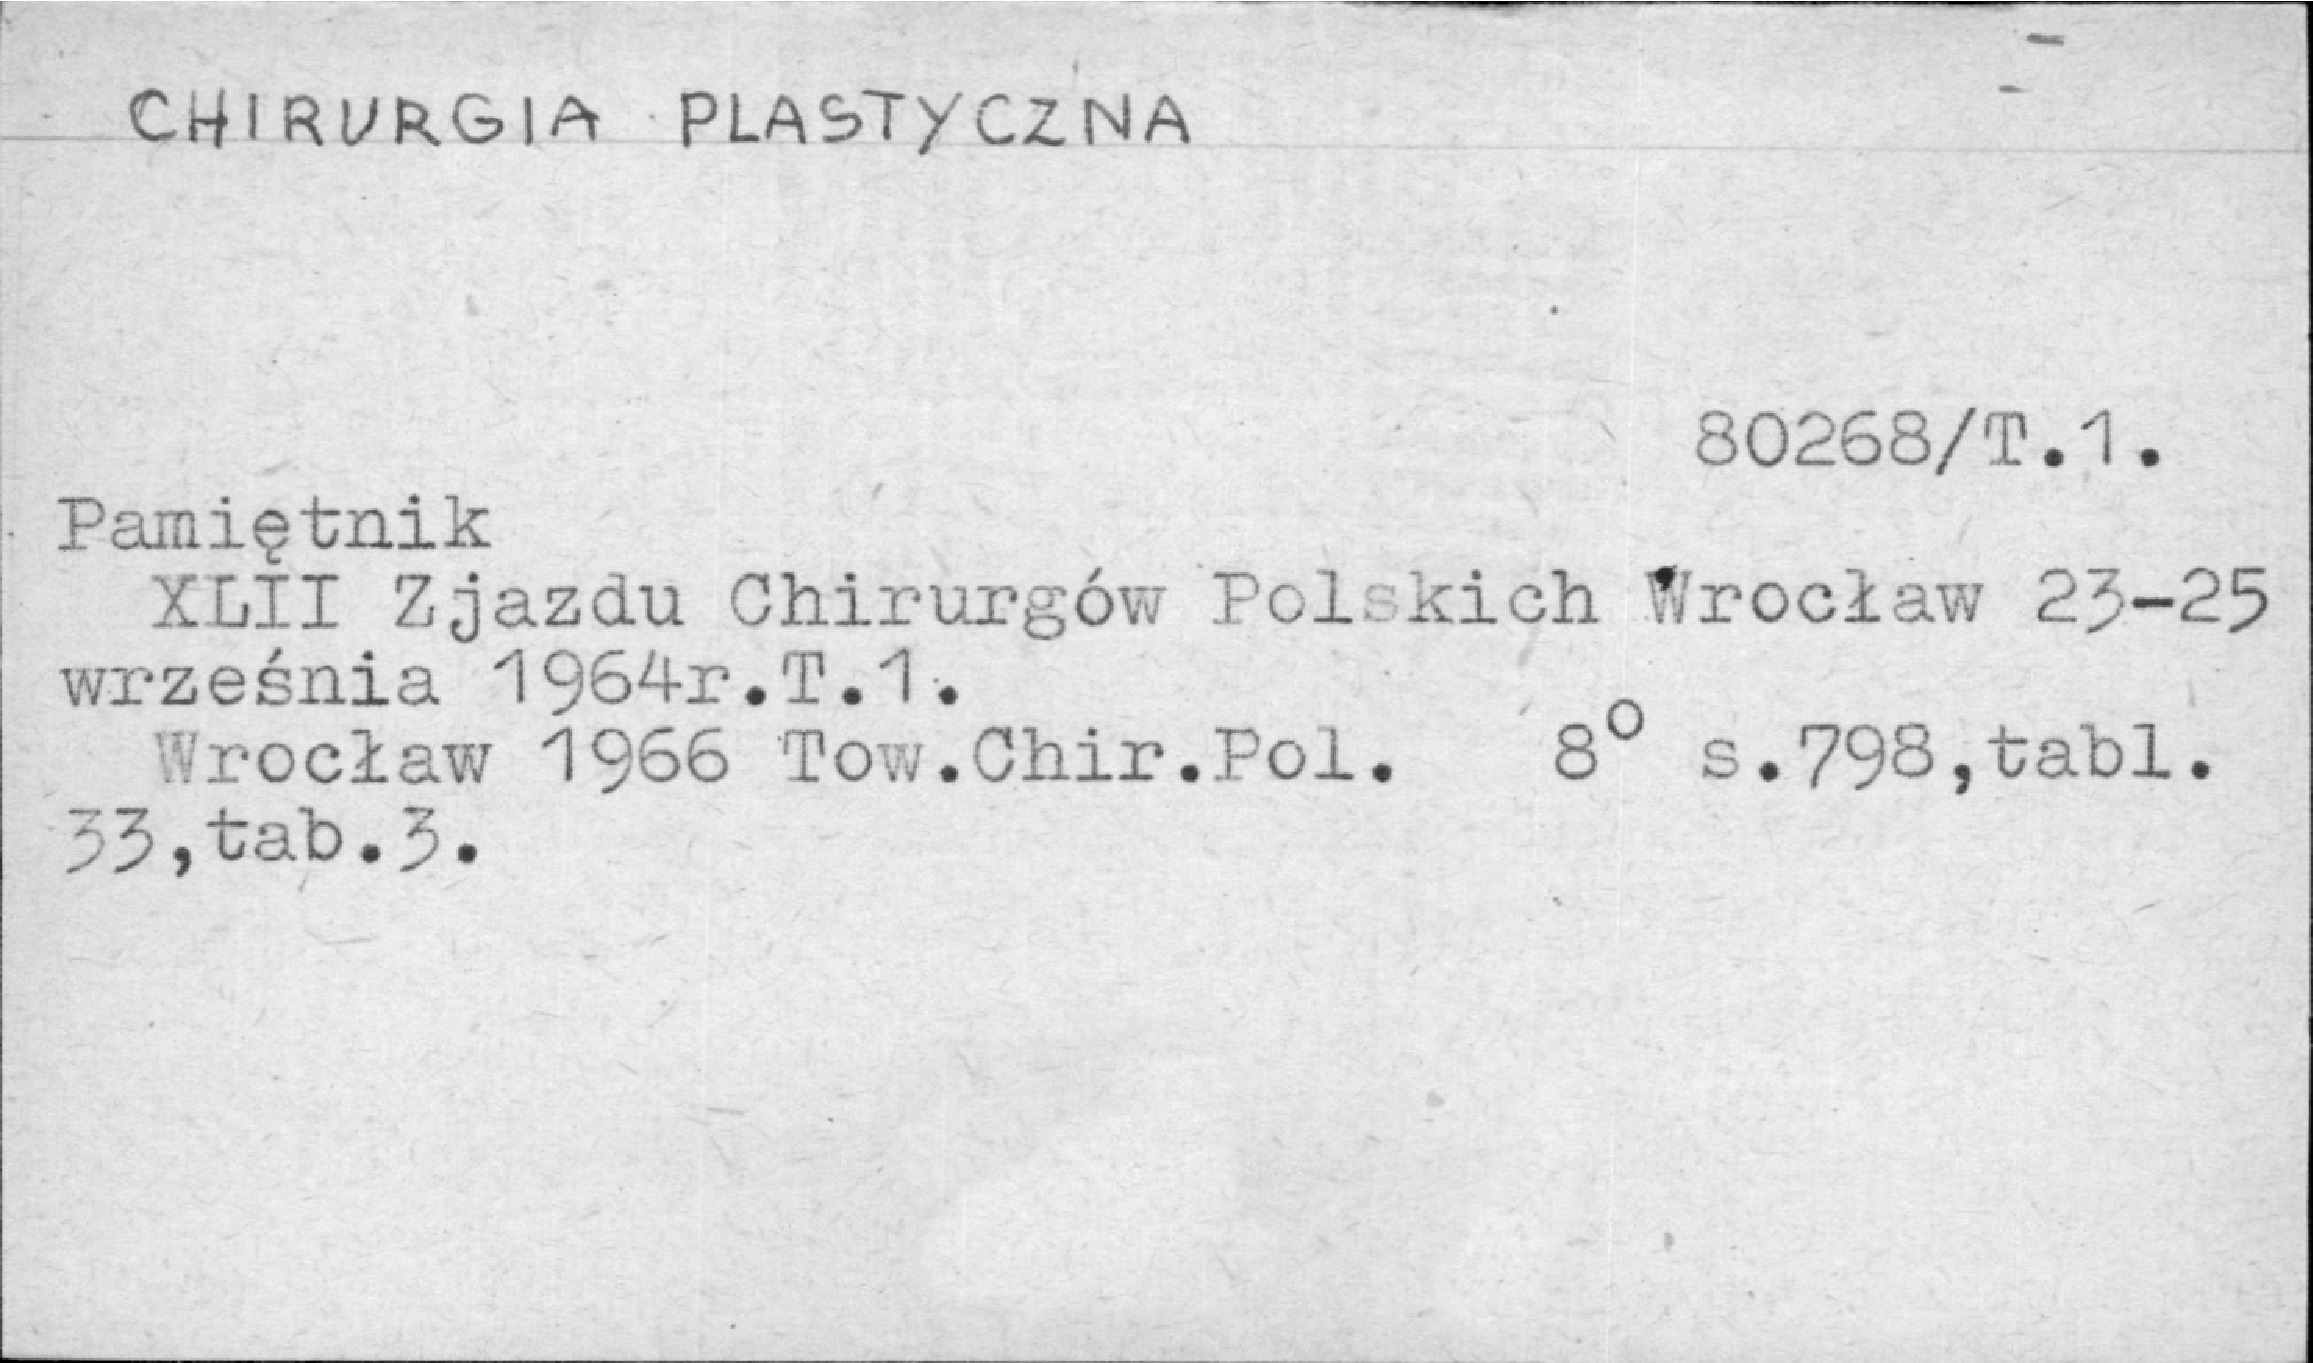 CHIRURGIA PLASTYCZNA
80268/T.1.
Pamiętnik
XLII Zjazdu Chirurgów Polskich Wrocław 23-25
września 1964r.T.1.
Wrocław 1966 Tow.Chir.Pol. 8° s.798,tabl.
33,tab.3.